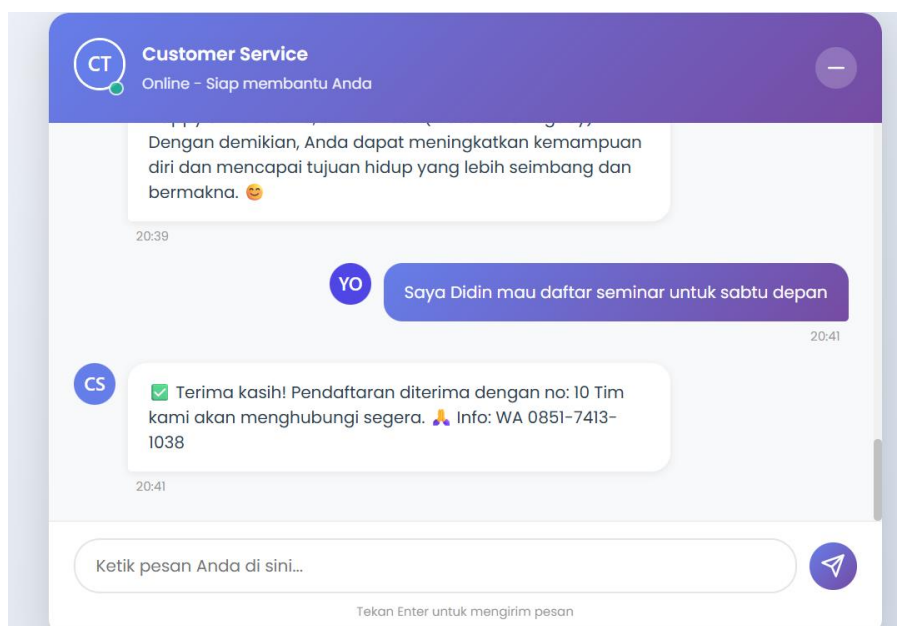 CT
Customer Service
Online - Siap membantu Anda
Dengan demikian, Anda dapat meningkatkan kemampuan
diri dan mencapai tujuan hidup yang lebih seimbang dan
bermakna. 😊
20:39
YO
Saya Didin mau daftar seminar untuk sabtu depan
20:41
CS
✅ Terima kasih! Pendaftaran diterima dengan no: 10 Tim
kami akan menghubungi segera. 🙏 Info: WA 0851-7413-
1038
20:41
Ketik pesan Anda di sini...
Tekan Enter untuk mengirim pesan